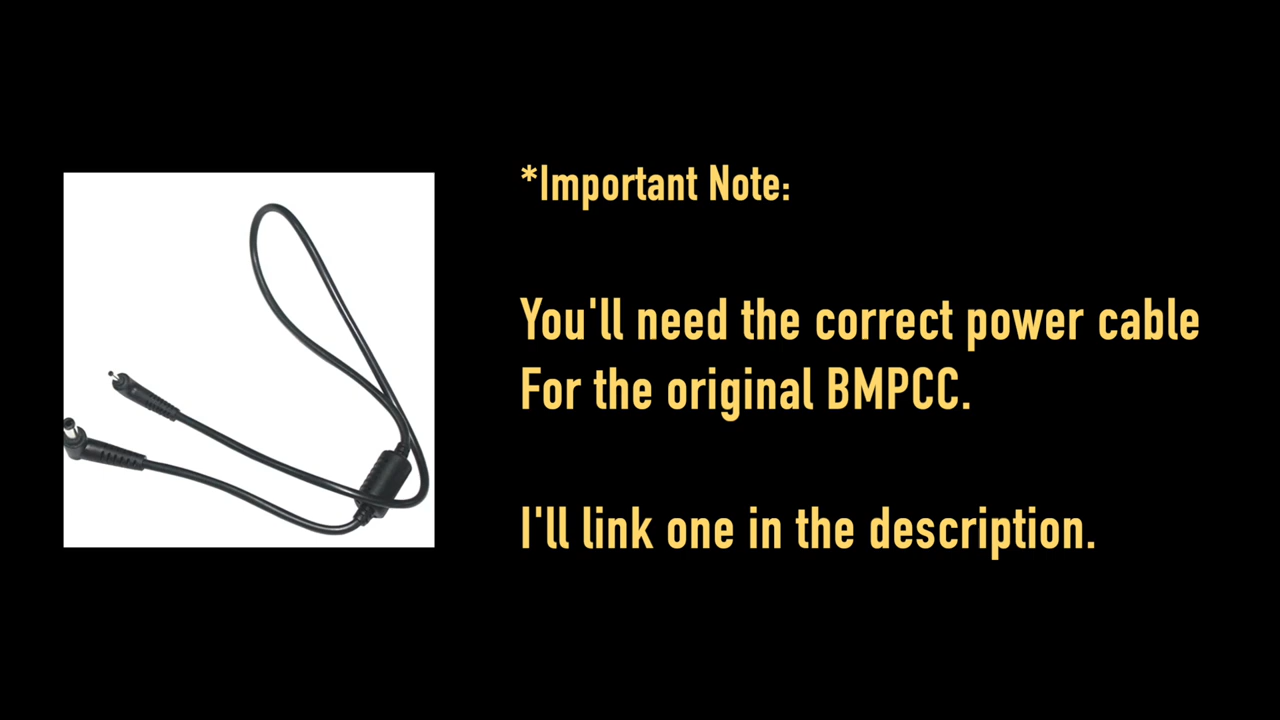 *Important Note:
You'll need the correct power cable
For the original BMPCC.
I'll link one in the description.